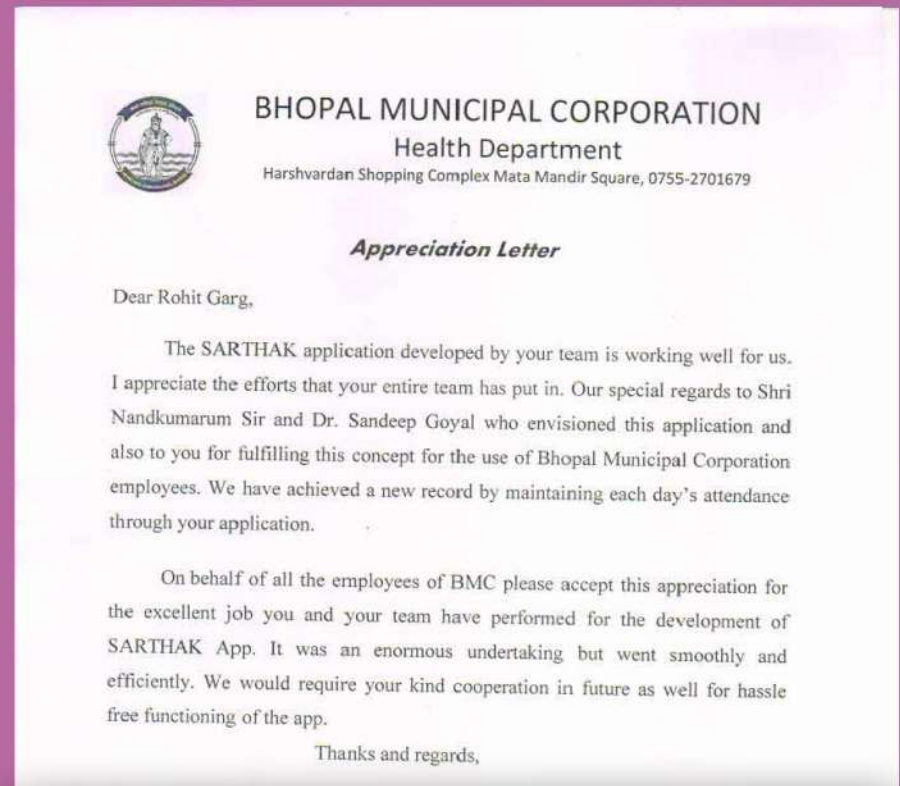 BHOPAL MUNICIPAL CORPORATION
Health Department
Harshvardan Shopping Complex Mata Mandir Square, 0755-2701679
Appreciation Letter
Dear Rohit Garg,
The SARTHAK application developed by your team is working well for us.
I appreciate the efforts that your entire team has put in. Our special regards to Shri
Nandkumarum Sir and Dr. Sandeep Goyal who envisioned this application and
also to you for fulfilling this concept for the use of Bhopal Municipal Corporation
employees. We have achieved a new record by maintaining each day's attendance
through your application.
On behalf of all the employees of BMC please accept this appreciation for
the excellent job you and your team have performed for the development of
SARTHAK App. It was an enormous undertaking but went smoothly and
efficiently. We would require your kind cooperation in future as well for hassle
free functioning of the app.
Thanks and regards,